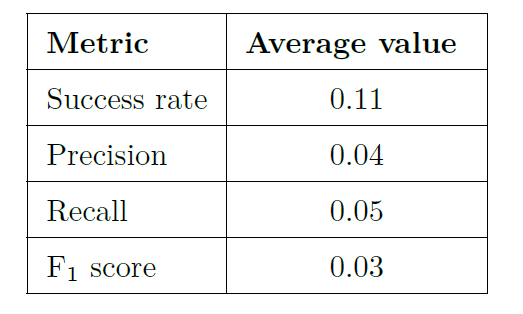 Metric Average value
Success rate 0.11
Precision 0.04
Recall 0.05
F₁ score 0.03